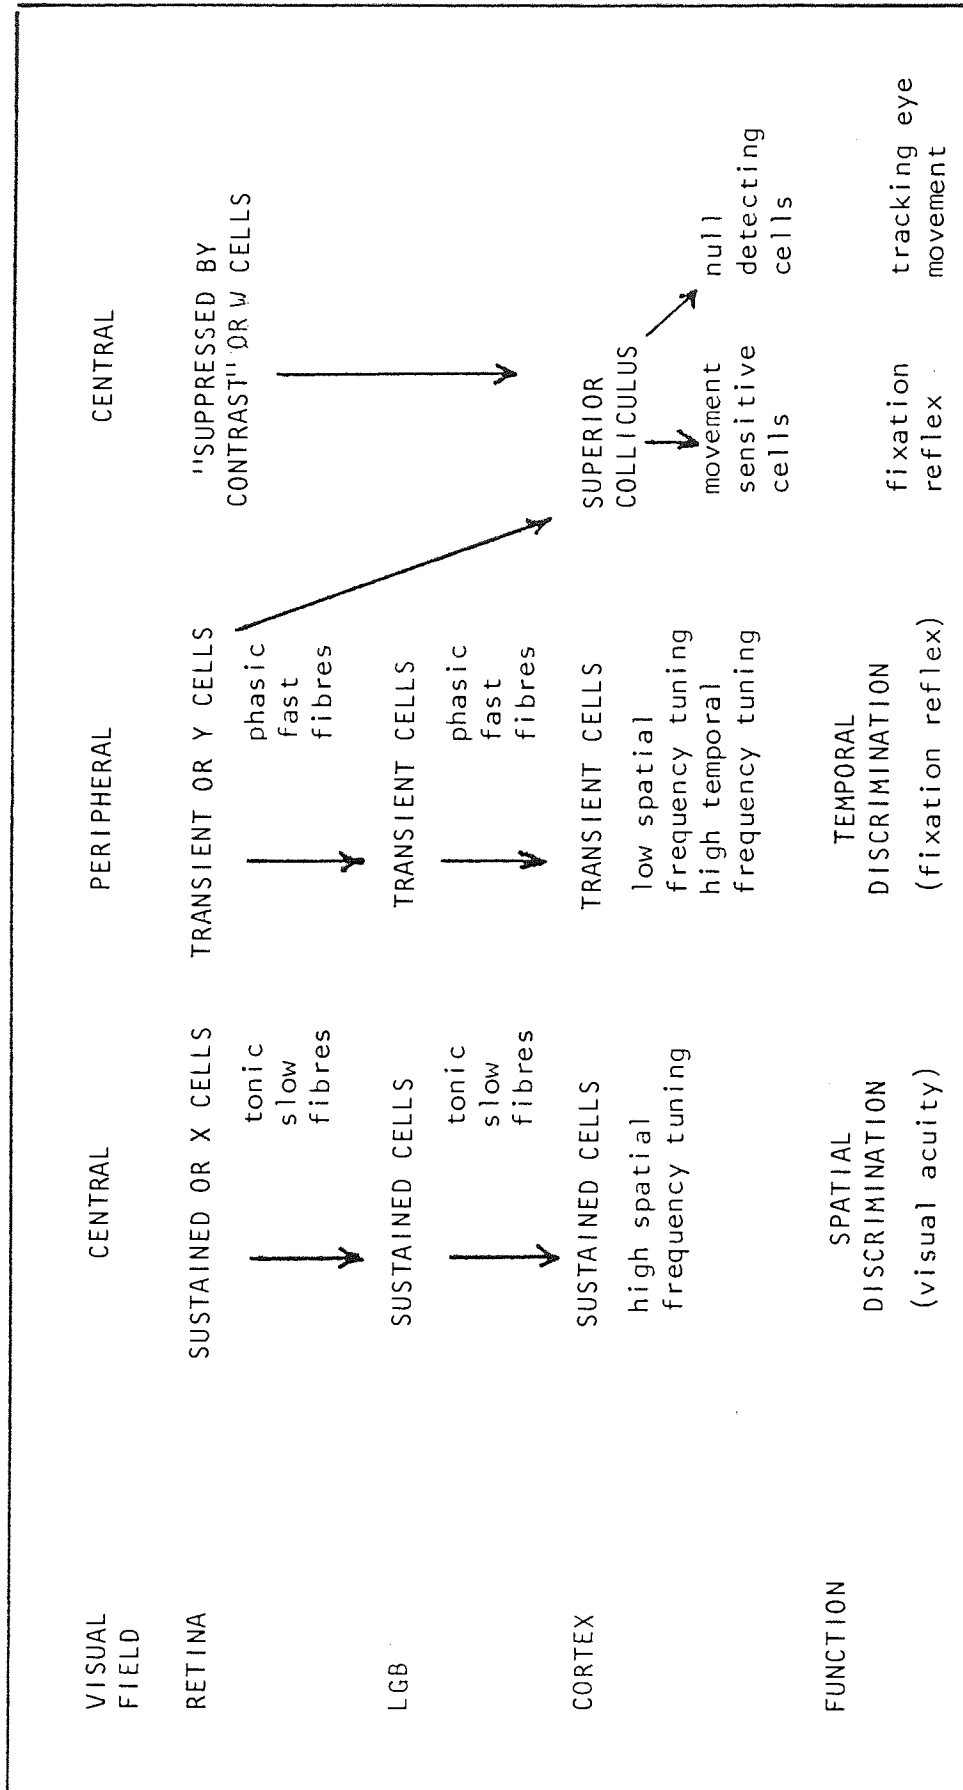 VISUAL FIELD
CENTRAL
PERIPHERAL
CENTRAL
RETINA
SUSTAINED OR X CELLS
TRANSIENT OR Y CELLS
"SUPPRESSED BY
CONTRAST" OR W CELLS
tonic
slow
fibres
phasic
fast
fibres
LGB
SUSTAINED CELLS
TRANSIENT CELLS
tonic
slow
fibres
phasic
fast
fibres
CORTEX
SUSTAINED CELLS
high spatial
frequency tuning
TRANSIENT CELLS
low spatial
frequency tuning
high temporal
frequency tuning
SUPERIOR
COLLICULUS
movement
sensitive
cells
null
detecting
cells
FUNCTION
SPATIAL
DISCRIMINATION
(visual acuity)
TEMPORAL
DISCRIMINATION
(fixation reflex)
fixation
reflex
tracking eye
movement